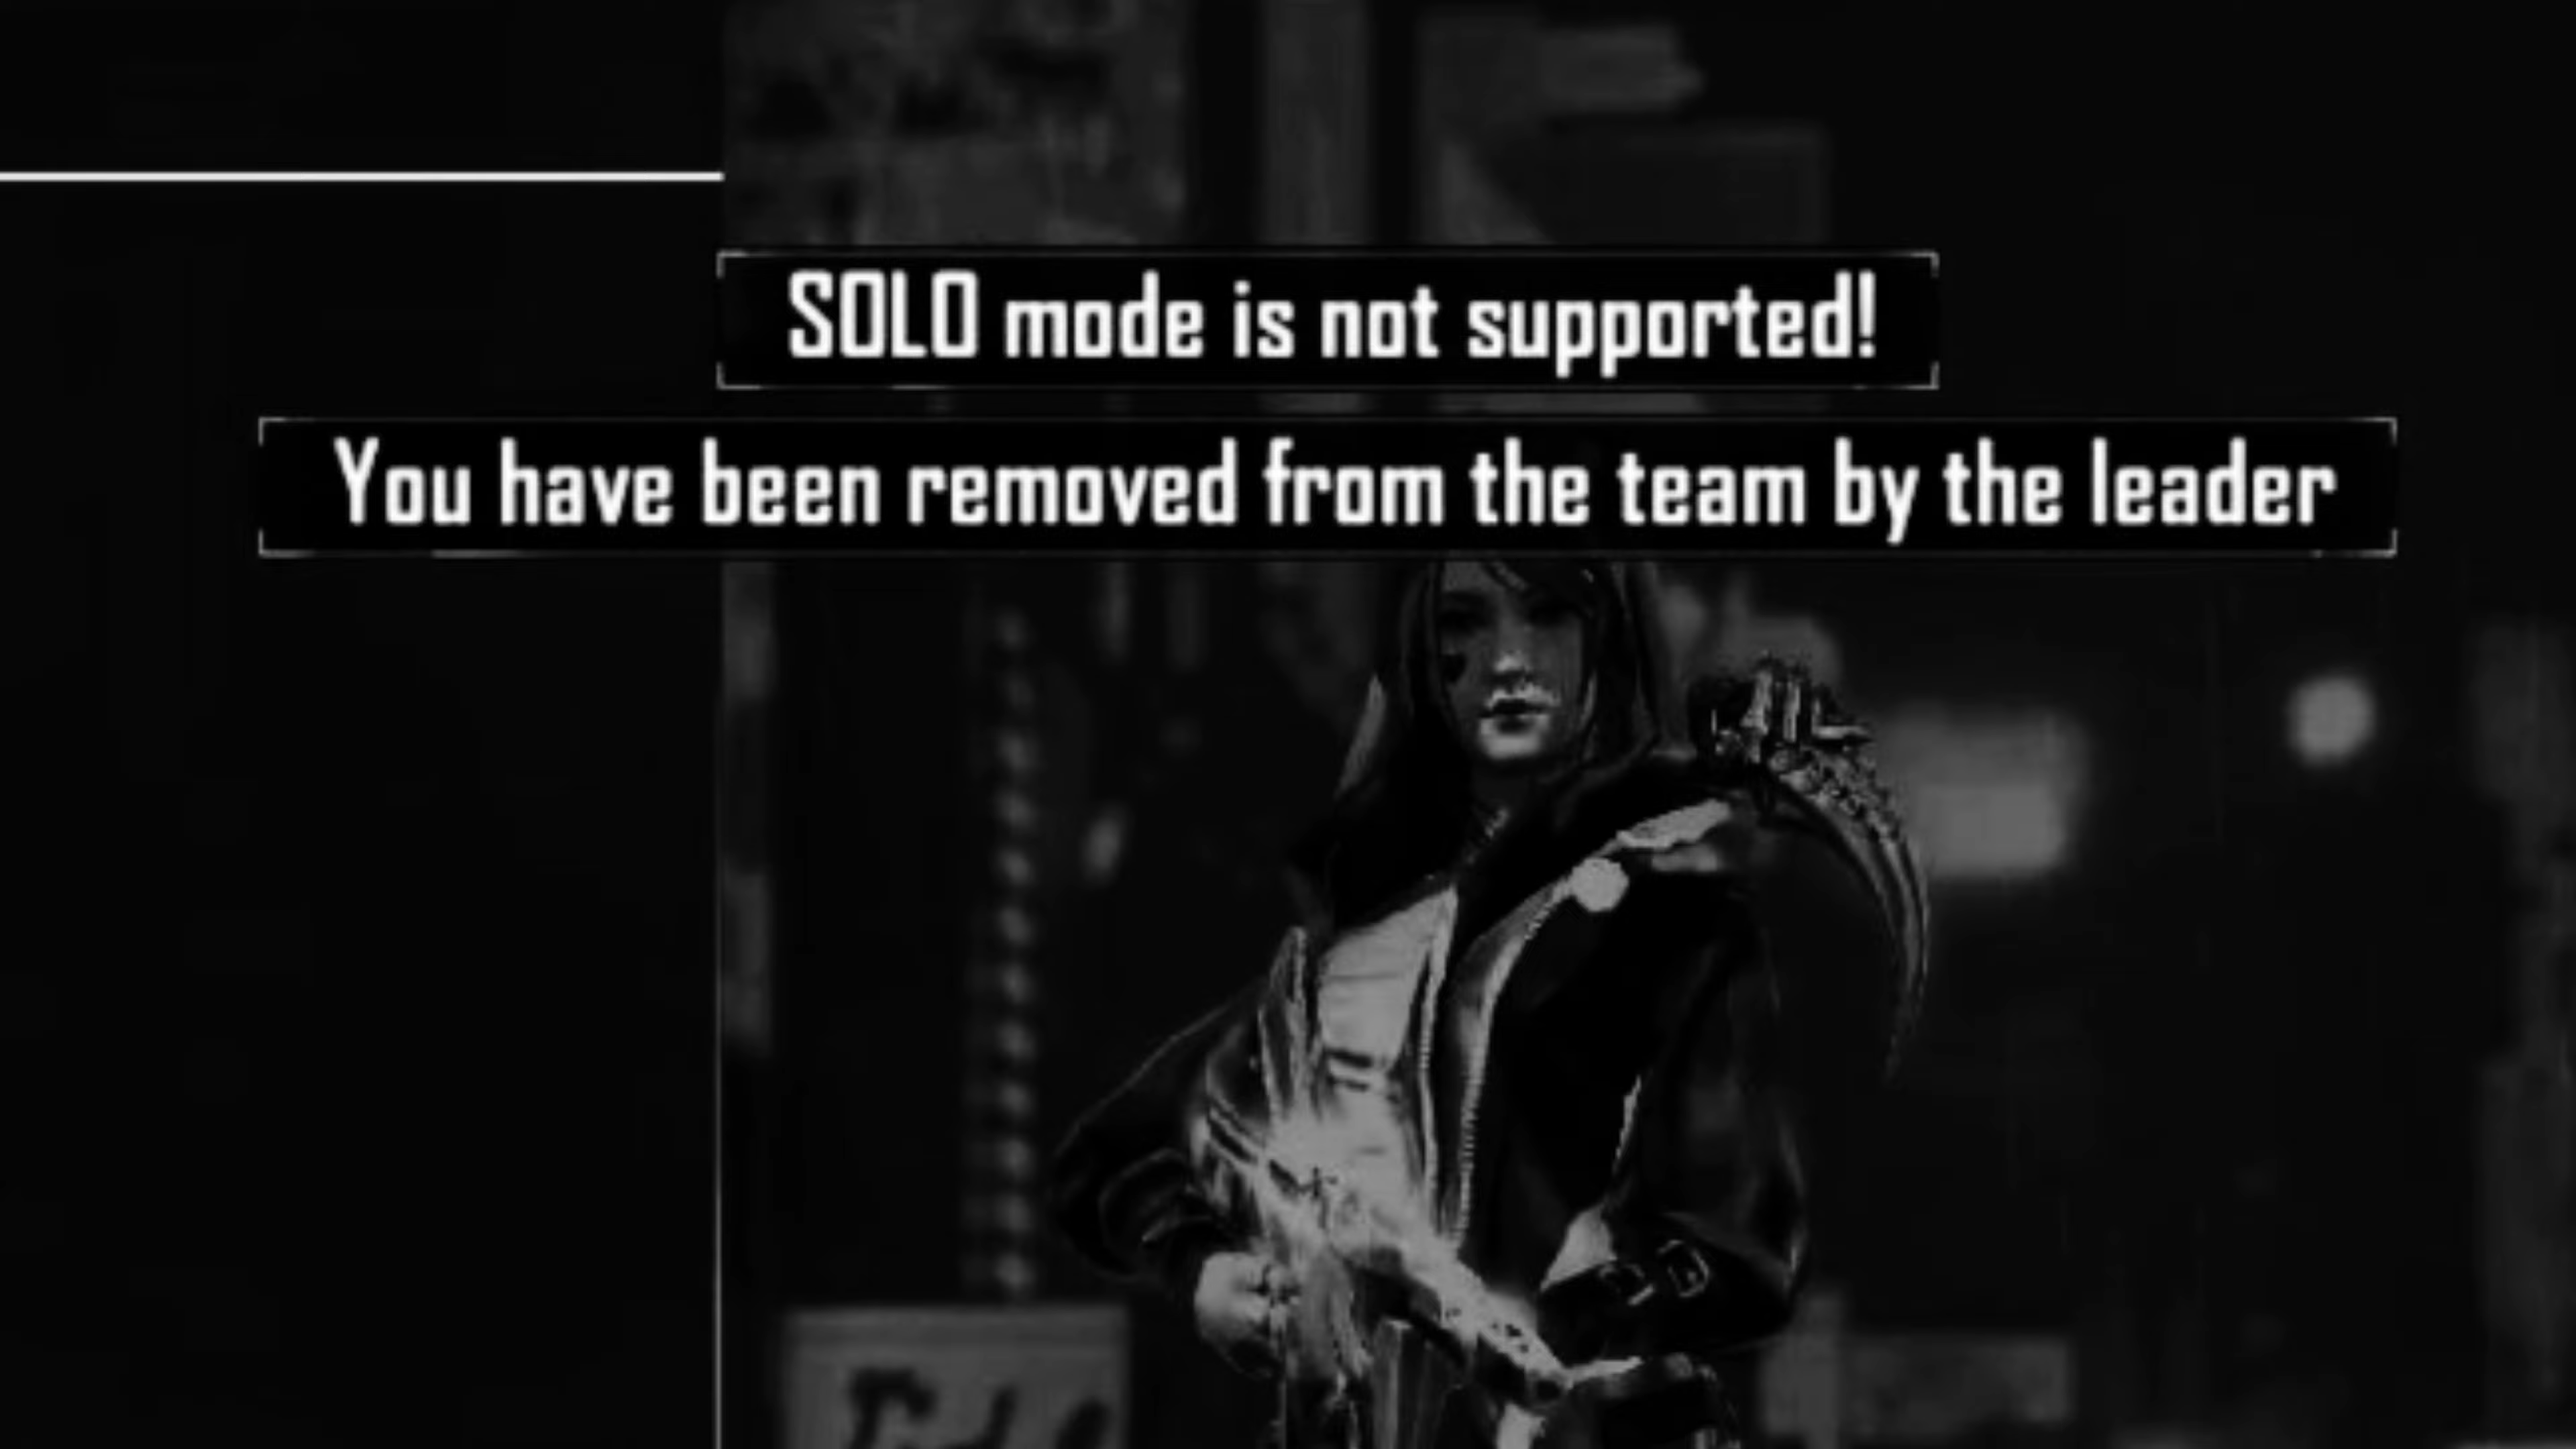 SOLO mode is not supported!
You have been removed from the team by the leader